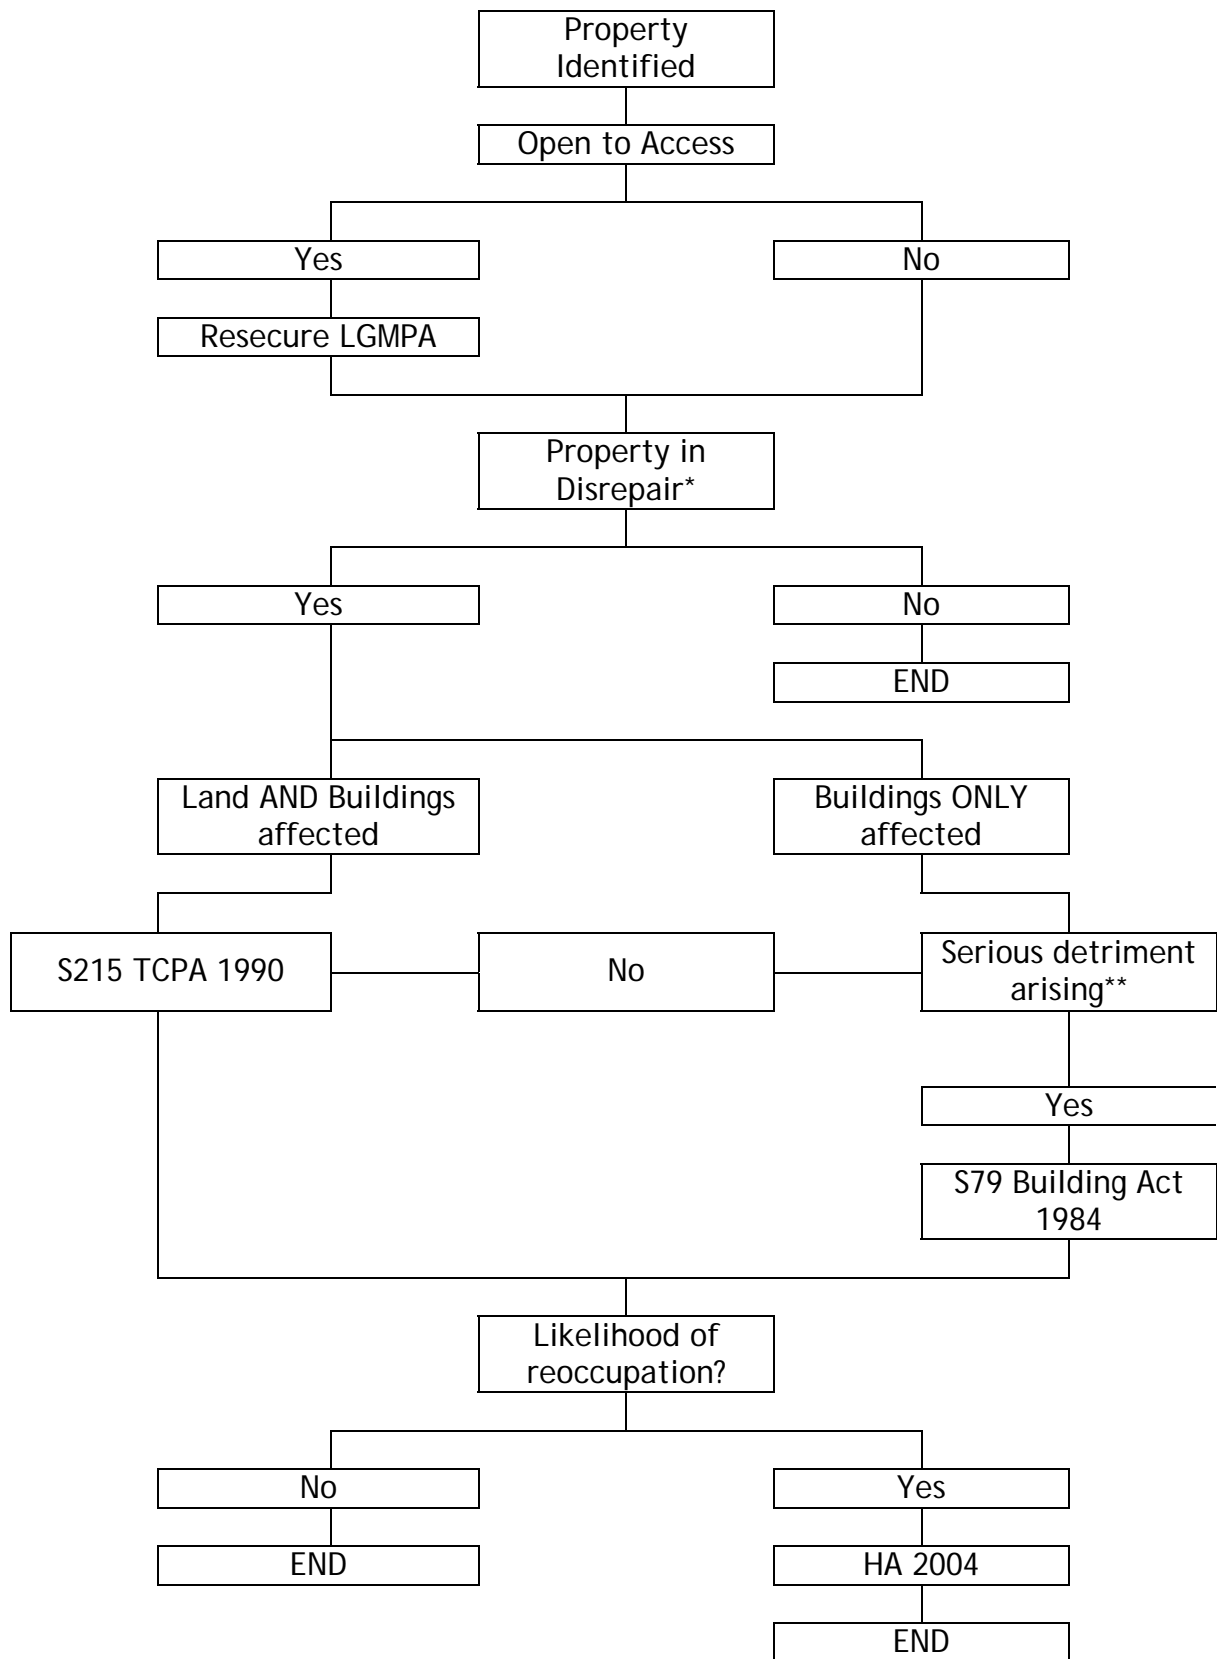 Property
Identified
Open to Access
Yes
No
Resecure LGMPA
Property in
Disrepair*
Yes
No
END
Land AND Buildings
affected
Buildings ONLY
affected
S215 TCPA 1990
No
Serious detriment
arising**
Yes
S79 Building Act
1984
Likelihood of
reoccupation?
No
Yes
END
HA 2004
END